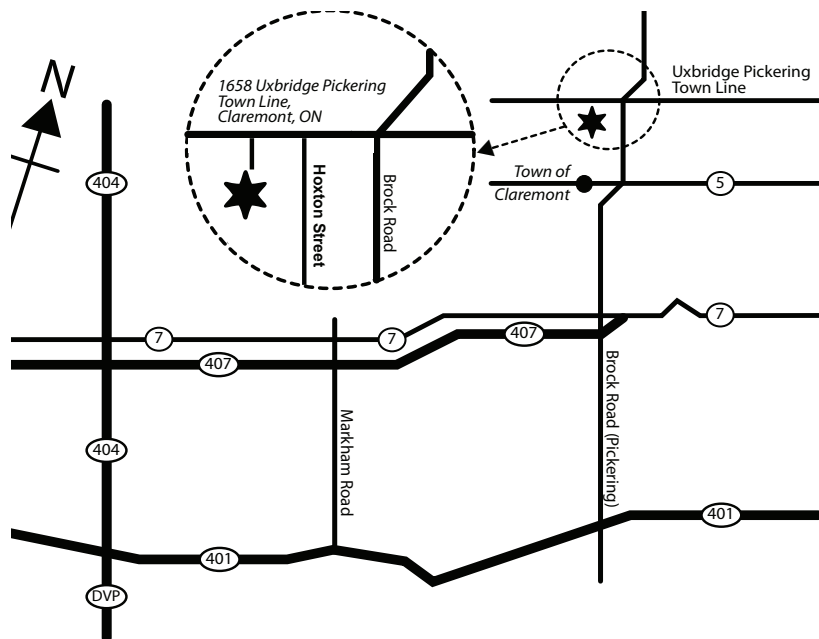 N
1658 Uxbridge Pickering
Town Line,
Claremont, ON
Hoxton Street
Brock Road
Uxbridge Pickering
Town Line
Town of
Claremont
5
404
7
7
407
407
7
Markham Road
Brock Road (Pickering)
404
401
401
DVP